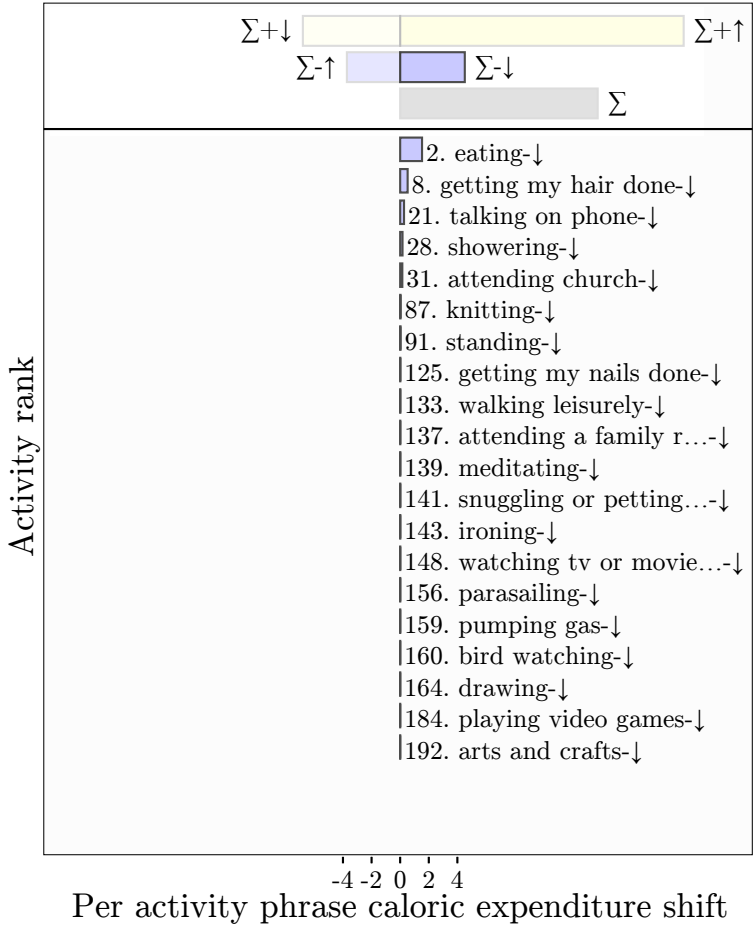 ∑+↓ ∑+↑
∑-↑ ∑-↓
∑
2. eating-↓
8. getting my hair done-↓
21. talking on phone-↓
28. showering-↓
31. attending church-↓
87. knitting-↓
91. standing-↓
125. getting my nails done-↓
133. walking leisurely-↓
137. attending a family r...-↓
139. meditating-↓
141. snuggling or petting...-↓
143. ironing-↓
148. watching tv or movie...-↓
156. parasailing-↓
159. pumping gas-↓
160. bird watching-↓
164. drawing-↓
184. playing video games-↓
192. arts and crafts-↓
Activity rank
-4 -2 0 2 4
Per activity phrase caloric expenditure shift